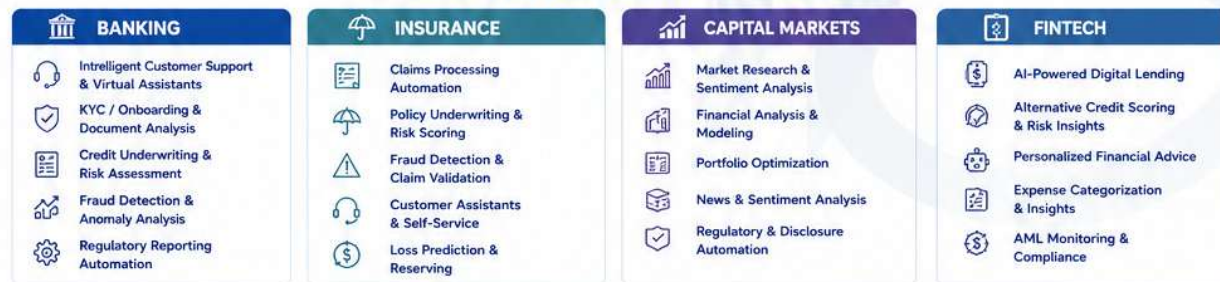 BANKING
Intrelligent Customer Support
& Virtual Assistants
KYC / Onboarding &
Document Analysis
Credit Underwriting &
Risk Assessment
Fraud Detection &
Anomaly Analysis
Regulatory Reporting
Automation
INSURANCE
Claims Processing
Automation
Policy Underwriting &
Risk Scoring
Fraud Detection &
Claim Validation
Customer Assistants
& Self-Service
Loss Prediction &
Reserving
CAPITAL MARKETS
Market Research &
Sentiment Analysis
Financial Analysis &
Modeling
Portfolio Optimization
News & Sentiment Analysis
Regulatory & Disclosure
Automation
FINTECH
AI-Powered Digital Lending
Alternative Credit Scoring
& Risk Insights
Personalized Financial Advice
Expense Categorization
& Insights
AML Monitoring &
Compliance